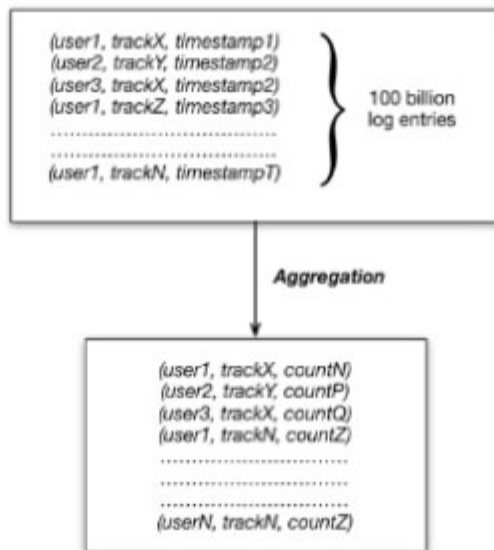 (user1, trackX, timestamp1)
(user2, trackY, timestamp2)
(user3, trackX, timestamp2)
(user1, trackZ, timestamp3)
.......................................
.......................................
(user1, trackN, timestampT)
100 billion
log entries
Aggregation
(user1, trackX, countN)
(user2, trackY, countP)
(user3, trackX, countQ)
(user1, trackN, countZ)
................................
................................
................................
(userN, trackN, countZ)